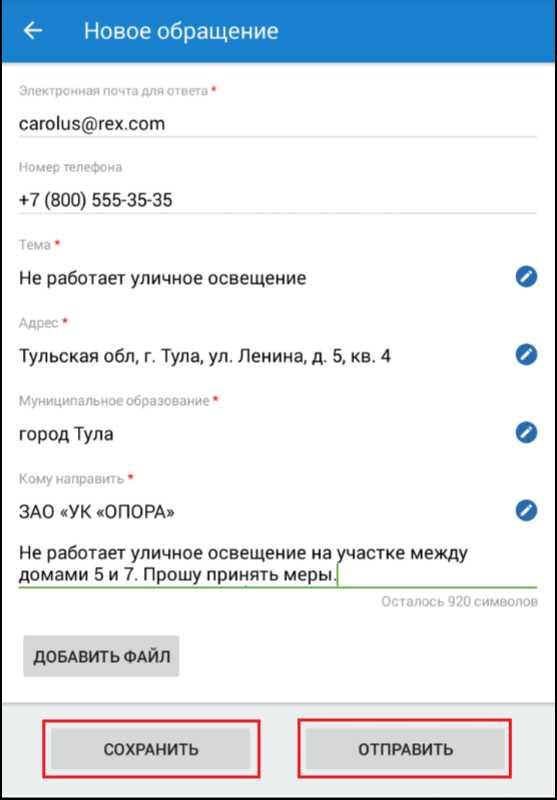 Новое обращение
Электронная почта для ответа *
carolus@rex.com
Номер телефона
+7 (800) 555-35-35
Тема *
Не работает уличное освещение
Адрес *
Тульская обл, г. Тула, ул. Ленина, д. 5, кв. 4
Муниципальное образование *
город Тула
Кому направить *
ЗАО «УК «ОПОРА»
Не работает уличное освещение на участке между
домами 5 и 7. Прошу принять меры.
Осталось 920 символов
ДОБАВИТЬ ФАЙЛ
СОХРАНИТЬ
ОТПРАВИТЬ